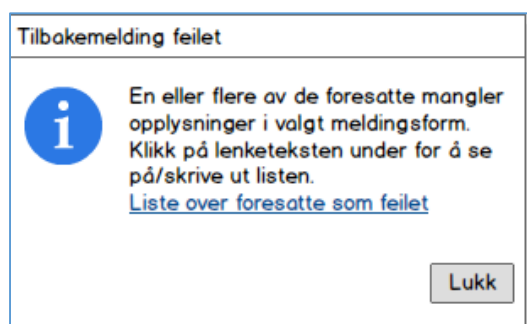 Tilbakemelding feilet
En eller flere av de foresatte mangler
opplysninger i valgt meldingsform.
Klikk på lenketeksten under for å se
på/skrive ut listen.
Liste over foresatte som feilet
Lukk